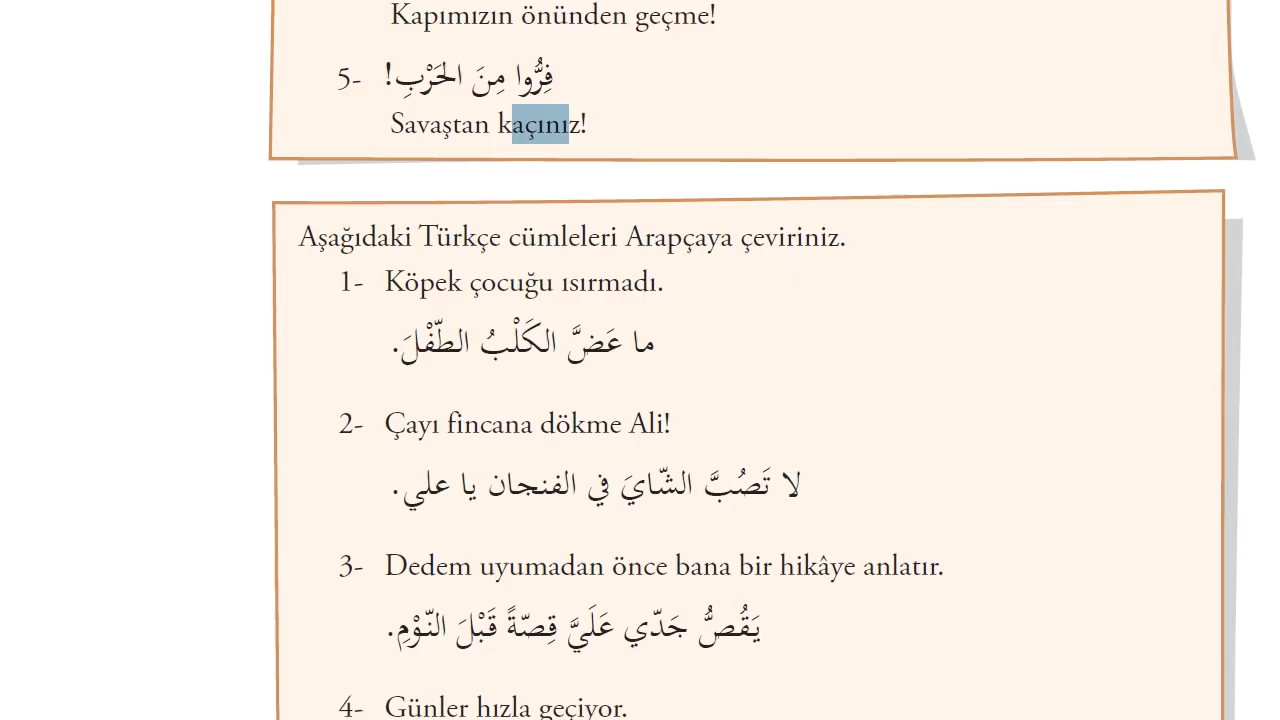 Kapımızın önünden geçme!
5- فِرُّوا مِنَ الحَرْبِ!
Savaştan kaçınız!
Aşağıdaki Türkçe cümleleri Arapçaya çeviriniz.
1- Köpek çocuğu ısırmadı.
ما عَضَّ الكَلْبُ الطّفْلَ.
2- Çayı fincana dökme Ali!
لا تَصُبَّ الشّايَ في الفنجان يا علي.
3- Dedem uyumadan önce bana bir hikâye anlatır.
يَقُصُّ جَدّي عَلَيَّ قِصّةً قَبْلَ النّوْمِ.
4- Günler hızla geçiyor.